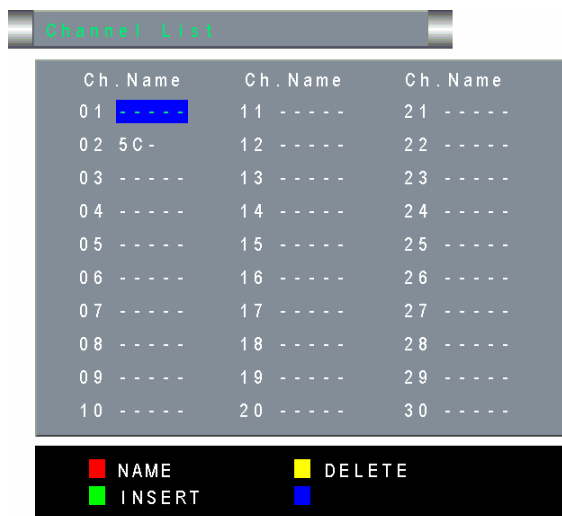 Channel List
Ch.Name Ch.Name Ch.Name
01 ----- 11 ----- 21 -----
02 5C- 12 ----- 22 -----
03 ----- 13 ----- 23 -----
04 ----- 14 ----- 24 -----
05 ----- 15 ----- 25 -----
06 ----- 16 ----- 26 -----
07 ----- 17 ----- 27 -----
08 ----- 18 ----- 28 -----
09 ----- 19 ----- 29 -----
10 ----- 20 ----- 30 -----
NAME DELETE
INSERT